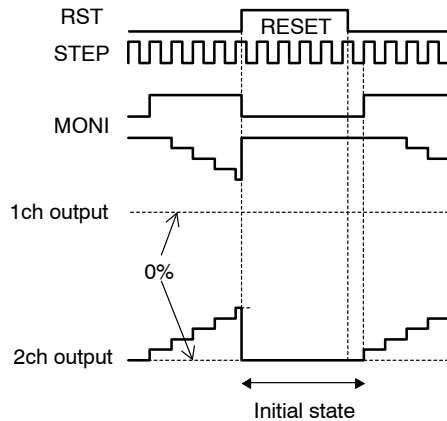 RST
RESET
STEP
MONI
1ch output
0%
2ch output
Initial state